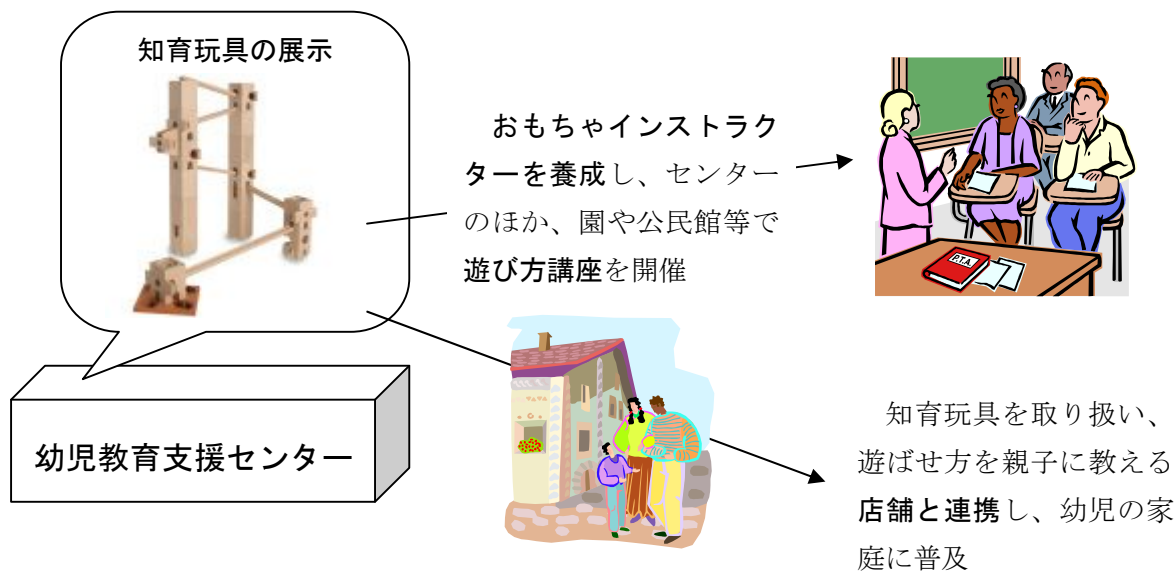 知育玩具の展示
おもちゃインストラク
ターを養成し、センター
のほか、園や公民館等で
遊び方講座を開催
P.T.A.
幼児教育支援センター
知育玩具を取り扱い、
遊ばせ方を親子に教える
店舗と連携し、幼児の家
庭に普及